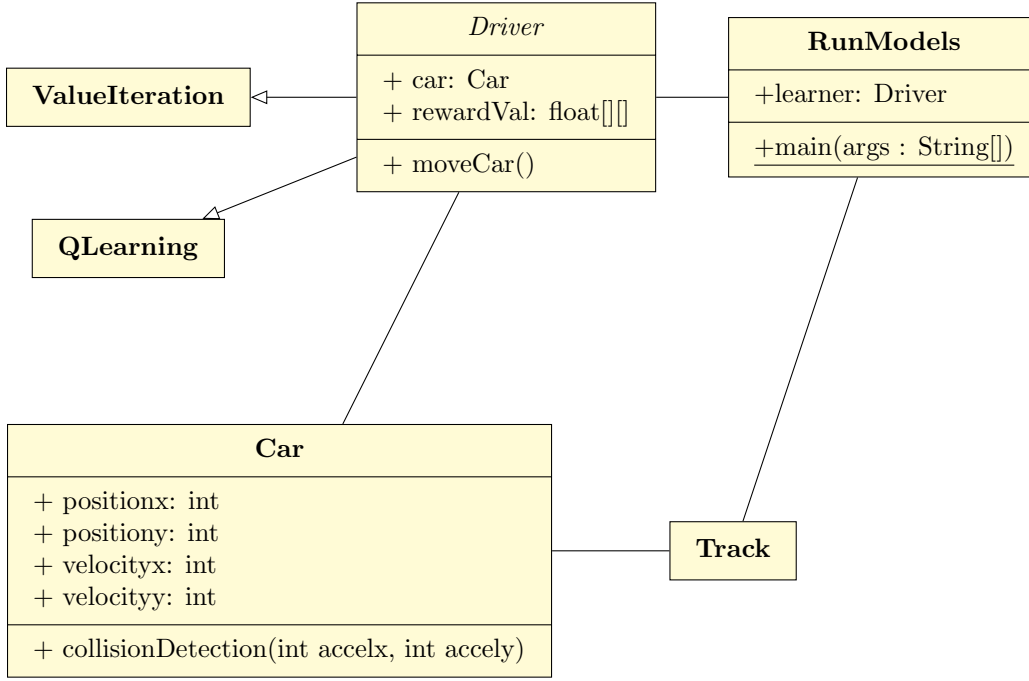 Driver
+ car: Car
+ rewardVal: float[][]
+ moveCar()
RunModels
+learner: Driver
+main(args : String[])
ValueIteration
QLearning
Car
+ positionx: int
+ positiony: int
+ velocityx: int
+ velocityy: int
+ collisionDetection(int accelx, int accely)
Track